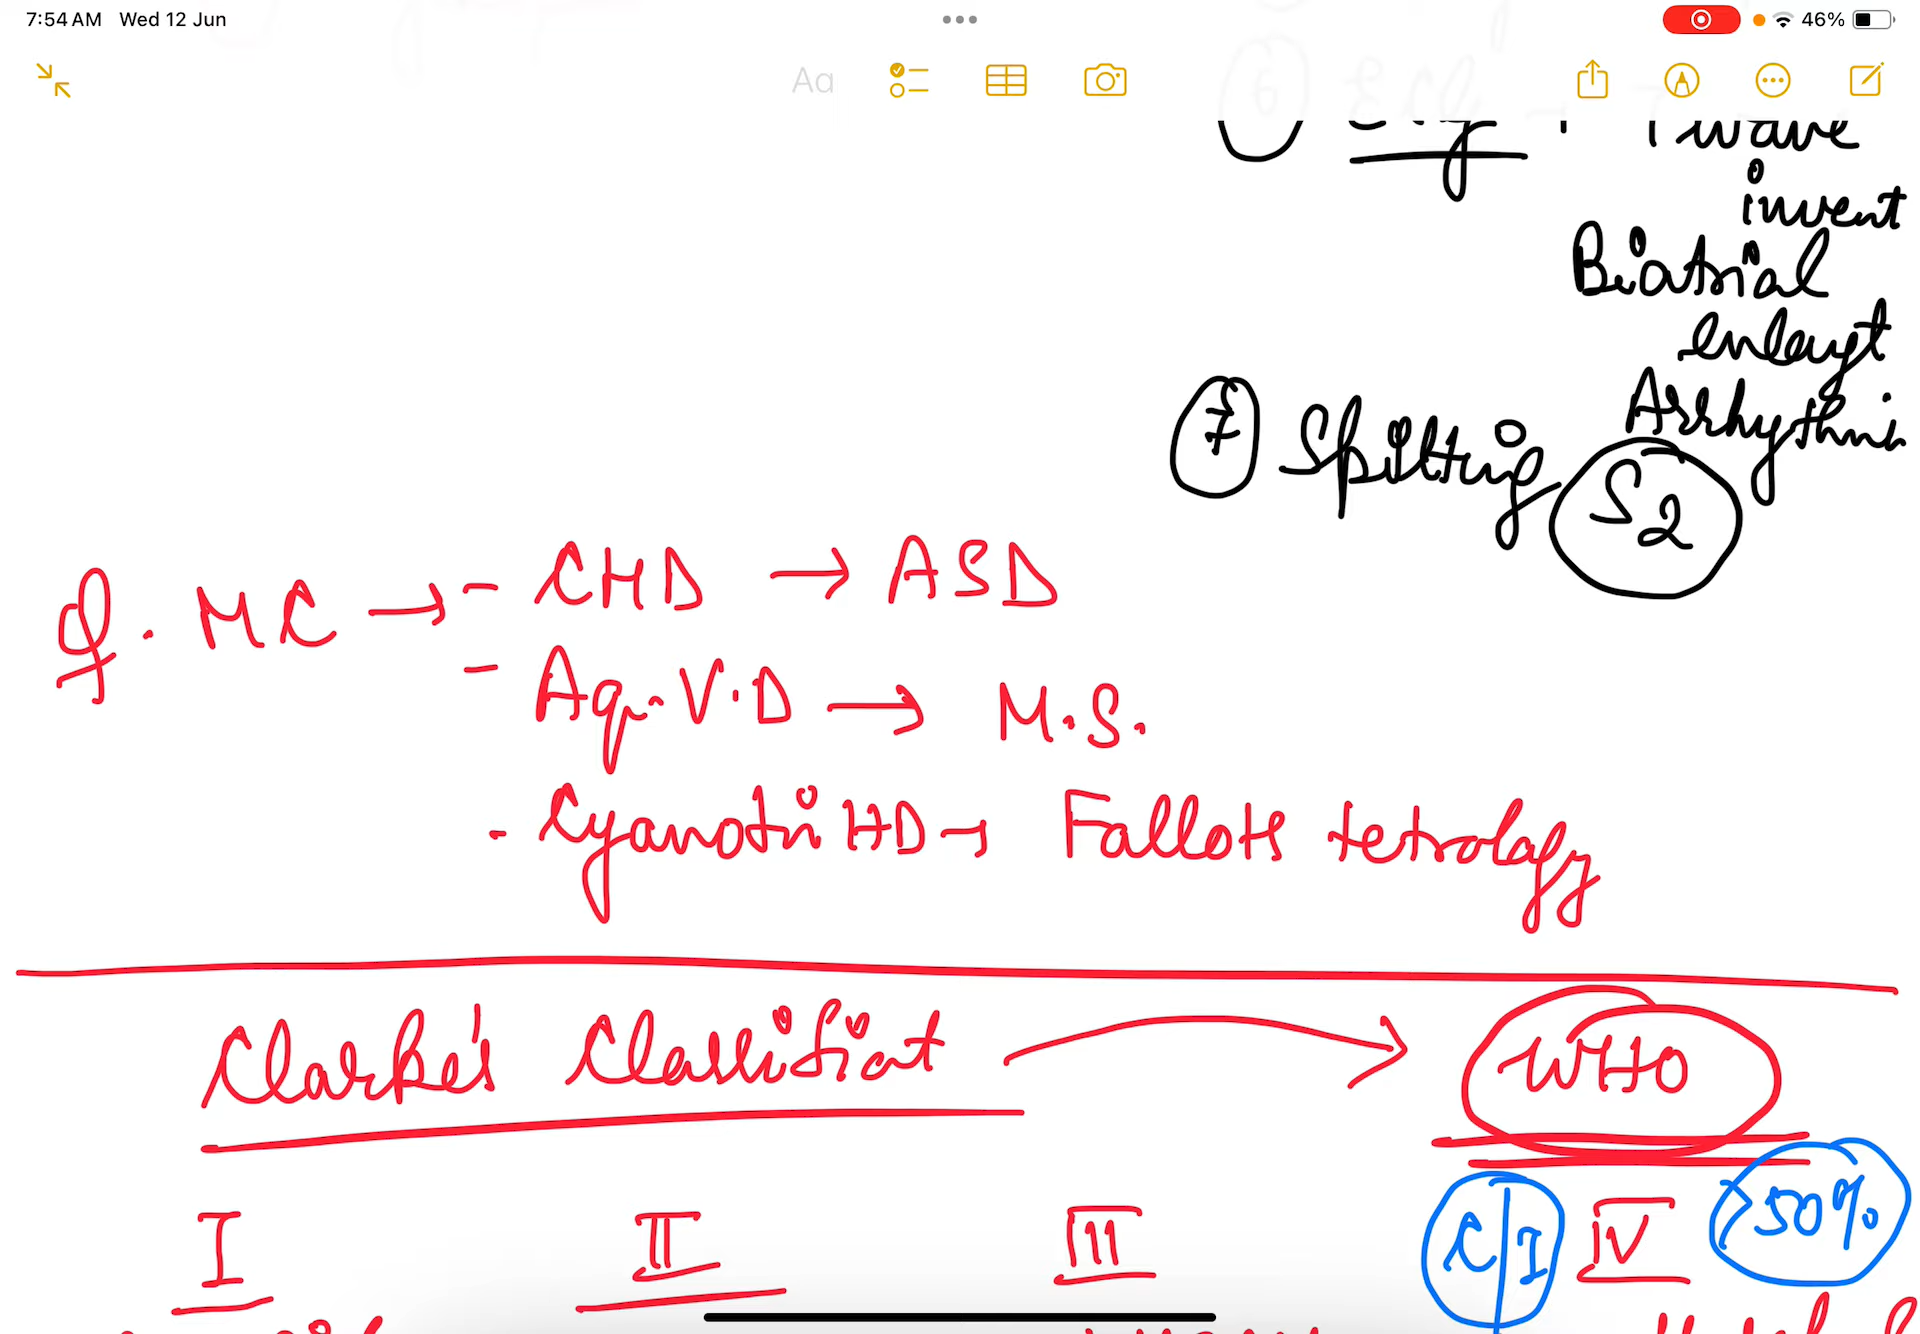 7:54 AM Wed 12 Jun
46%
Aa
T wave
invert
Biatrial
enlargt
Arrhythmia
7 Splitting S2
Q. MC → - CHD → ASD
- Aq. V.D → M.S.
- Cyanotic HD → Fallots tetrology
Clarke's Classificat → WHO
I II III C|I IV >50%